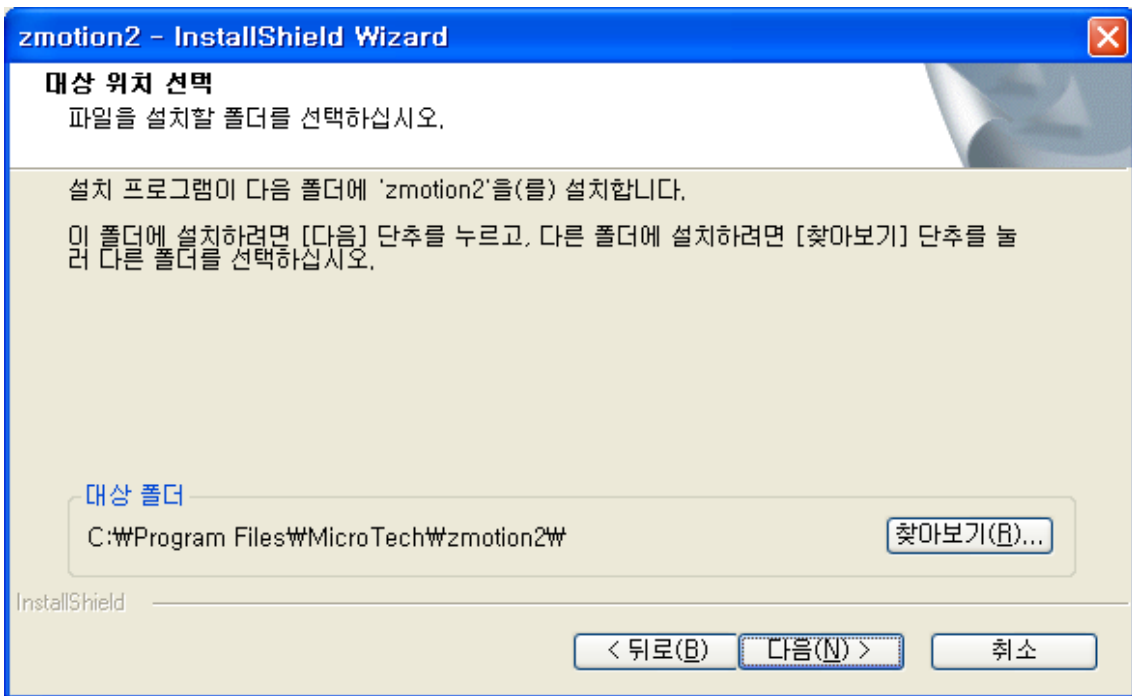 zmotion2 - InstallShield Wizard
대상 위치 선택
파일을 설치할 폴더를 선택하십시오.
설치 프로그램이 다음 폴더에 'zmotion2'을(를) 설치합니다.
이 폴더에 설치하려면 [다음] 단추를 누르고, 다른 폴더에 설치하려면 [찾아보기] 단추를 눌
러 다른 폴더를 선택하십시오.
대상 폴더
C:₩Program Files₩MicroTech₩zmotion2₩
찾아보기(R)...
InstallShield
< 뒤로(B) 다음(N) > 취소